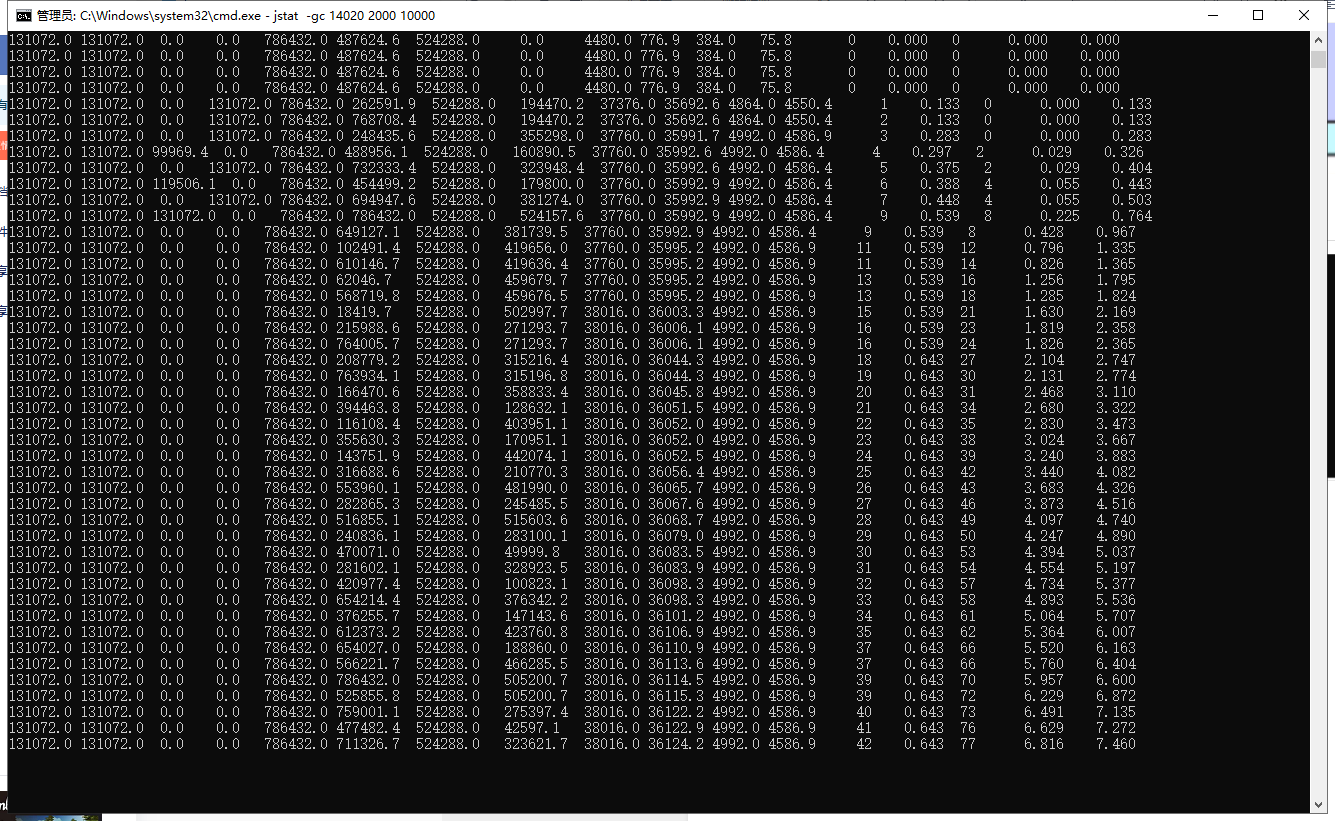 管理员: C:\Windows\system32\cmd.exe - jstat -gc 14020 2000 10000
131072.0 131072.0 0.0 0.0 786432.0 487624.6 524288.0 0.0 4480.0 776.9 384.0 75.8 0 0.000 0 0.000 0.000
131072.0 131072.0 0.0 0.0 786432.0 487624.6 524288.0 0.0 4480.0 776.9 384.0 75.8 0 0.000 0 0.000 0.000
131072.0 131072.0 0.0 0.0 786432.0 487624.6 524288.0 0.0 4480.0 776.9 384.0 75.8 0 0.000 0 0.000 0.000
131072.0 131072.0 0.0 0.0 786432.0 487624.6 524288.0 0.0 4480.0 776.9 384.0 75.8 0 0.000 0 0.000 0.000
131072.0 131072.0 0.0 131072.0 786432.0 262591.9 524288.0 194470.2 37376.0 35692.6 4864.0 4550.4 1 0.133 0 0.000 0.133
131072.0 131072.0 0.0 131072.0 786432.0 768708.4 524288.0 194470.2 37376.0 35692.6 4864.0 4550.4 2 0.133 0 0.000 0.133
131072.0 131072.0 0.0 131072.0 786432.0 248435.6 524288.0 355298.0 37760.0 35991.7 4992.0 4586.9 3 0.283 0 0.000 0.283
131072.0 131072.0 99969.4 0.0 786432.0 488956.1 524288.0 160890.5 37760.0 35992.6 4992.0 4586.4 4 0.297 2 0.029 0.326
131072.0 131072.0 0.0 131072.0 786432.0 732333.4 524288.0 323948.4 37760.0 35992.6 4992.0 4586.4 5 0.375 2 0.029 0.404
131072.0 131072.0 119506.1 0.0 786432.0 454499.2 524288.0 179800.0 37760.0 35992.9 4992.0 4586.4 6 0.388 4 0.055 0.443
131072.0 131072.0 0.0 131072.0 786432.0 694947.6 524288.0 381274.0 37760.0 35992.9 4992.0 4586.4 7 0.448 4 0.055 0.503
131072.0 131072.0 131072.0 0.0 786432.0 786432.0 524288.0 524157.6 37760.0 35992.9 4992.0 4586.4 9 0.539 8 0.225 0.764
131072.0 131072.0 0.0 0.0 786432.0 649127.1 524288.0 381739.5 37760.0 35992.9 4992.0 4586.4 9 0.539 8 0.428 0.967
131072.0 131072.0 0.0 0.0 786432.0 102491.4 524288.0 419656.0 37760.0 35995.2 4992.0 4586.9 11 0.539 12 0.796 1.335
131072.0 131072.0 0.0 0.0 786432.0 610146.7 524288.0 419636.4 37760.0 35995.2 4992.0 4586.9 11 0.539 14 0.826 1.365
131072.0 131072.0 0.0 0.0 786432.0 62046.7 524288.0 459679.7 37760.0 35995.2 4992.0 4586.9 13 0.539 16 1.256 1.795
131072.0 131072.0 0.0 0.0 786432.0 568719.8 524288.0 459676.5 37760.0 35995.2 4992.0 4586.9 13 0.539 18 1.285 1.824
131072.0 131072.0 0.0 0.0 786432.0 18419.7 524288.0 502997.7 38016.0 36003.3 4992.0 4586.9 15 0.539 21 1.630 2.169
131072.0 131072.0 0.0 0.0 786432.0 215988.6 524288.0 271293.7 38016.0 36006.1 4992.0 4586.9 16 0.539 23 1.819 2.358
131072.0 131072.0 0.0 0.0 786432.0 764005.7 524288.0 271293.7 38016.0 36006.1 4992.0 4586.9 16 0.539 24 1.826 2.365
131072.0 131072.0 0.0 0.0 786432.0 208779.2 524288.0 315216.4 38016.0 36044.3 4992.0 4586.9 18 0.643 27 2.104 2.747
131072.0 131072.0 0.0 0.0 786432.0 763934.1 524288.0 315196.8 38016.0 36044.3 4992.0 4586.9 19 0.643 30 2.131 2.774
131072.0 131072.0 0.0 0.0 786432.0 166470.6 524288.0 358833.4 38016.0 36045.8 4992.0 4586.9 20 0.643 31 2.468 3.110
131072.0 131072.0 0.0 0.0 786432.0 394463.8 524288.0 128632.1 38016.0 36051.5 4992.0 4586.9 21 0.643 34 2.680 3.322
131072.0 131072.0 0.0 0.0 786432.0 116108.4 524288.0 403951.1 38016.0 36052.0 4992.0 4586.9 22 0.643 35 2.830 3.473
131072.0 131072.0 0.0 0.0 786432.0 355630.3 524288.0 170951.1 38016.0 36052.0 4992.0 4586.9 23 0.643 38 3.024 3.667
131072.0 131072.0 0.0 0.0 786432.0 143751.9 524288.0 442074.1 38016.0 36052.5 4992.0 4586.9 24 0.643 39 3.240 3.883
131072.0 131072.0 0.0 0.0 786432.0 316688.6 524288.0 210770.3 38016.0 36056.4 4992.0 4586.9 25 0.643 42 3.440 4.082
131072.0 131072.0 0.0 0.0 786432.0 553960.1 524288.0 481990.0 38016.0 36065.7 4992.0 4586.9 26 0.643 43 3.683 4.326
131072.0 131072.0 0.0 0.0 786432.0 282865.3 524288.0 245485.5 38016.0 36067.6 4992.0 4586.9 27 0.643 46 3.873 4.516
131072.0 131072.0 0.0 0.0 786432.0 516855.1 524288.0 515603.6 38016.0 36068.7 4992.0 4586.9 28 0.643 49 4.097 4.740
131072.0 131072.0 0.0 0.0 786432.0 240836.1 524288.0 283100.1 38016.0 36079.0 4992.0 4586.9 29 0.643 50 4.247 4.890
131072.0 131072.0 0.0 0.0 786432.0 470071.0 524288.0 49999.8 38016.0 36083.5 4992.0 4586.9 30 0.643 53 4.394 5.037
131072.0 131072.0 0.0 0.0 786432.0 281602.1 524288.0 328923.5 38016.0 36083.9 4992.0 4586.9 31 0.643 54 4.554 5.197
131072.0 131072.0 0.0 0.0 786432.0 420977.4 524288.0 100823.1 38016.0 36098.3 4992.0 4586.9 32 0.643 57 4.734 5.377
131072.0 131072.0 0.0 0.0 786432.0 654214.4 524288.0 376342.2 38016.0 36098.3 4992.0 4586.9 33 0.643 58 4.893 5.536
131072.0 131072.0 0.0 0.0 786432.0 376255.7 524288.0 147143.6 38016.0 36101.2 4992.0 4586.9 34 0.643 61 5.064 5.707
131072.0 131072.0 0.0 0.0 786432.0 612373.2 524288.0 423760.8 38016.0 36106.9 4992.0 4586.9 35 0.643 62 5.364 6.007
131072.0 131072.0 0.0 0.0 786432.0 654027.0 524288.0 188860.0 38016.0 36110.9 4992.0 4586.9 37 0.643 66 5.520 6.163
131072.0 131072.0 0.0 0.0 786432.0 566221.7 524288.0 466285.5 38016.0 36113.6 4992.0 4586.9 37 0.643 66 5.760 6.404
131072.0 131072.0 0.0 0.0 786432.0 786432.0 524288.0 505200.7 38016.0 36114.5 4992.0 4586.9 39 0.643 70 5.957 6.600
131072.0 131072.0 0.0 0.0 786432.0 525855.8 524288.0 505200.7 38016.0 36115.3 4992.0 4586.9 39 0.643 72 6.229 6.872
131072.0 131072.0 0.0 0.0 786432.0 759001.1 524288.0 275397.4 38016.0 36122.2 4992.0 4586.9 40 0.643 73 6.491 7.135
131072.0 131072.0 0.0 0.0 786432.0 477482.4 524288.0 42597.1 38016.0 36122.9 4992.0 4586.9 41 0.643 76 6.629 7.272
131072.0 131072.0 0.0 0.0 786432.0 711326.7 524288.0 323621.7 38016.0 36124.2 4992.0 4586.9 42 0.643 77 6.816 7.460